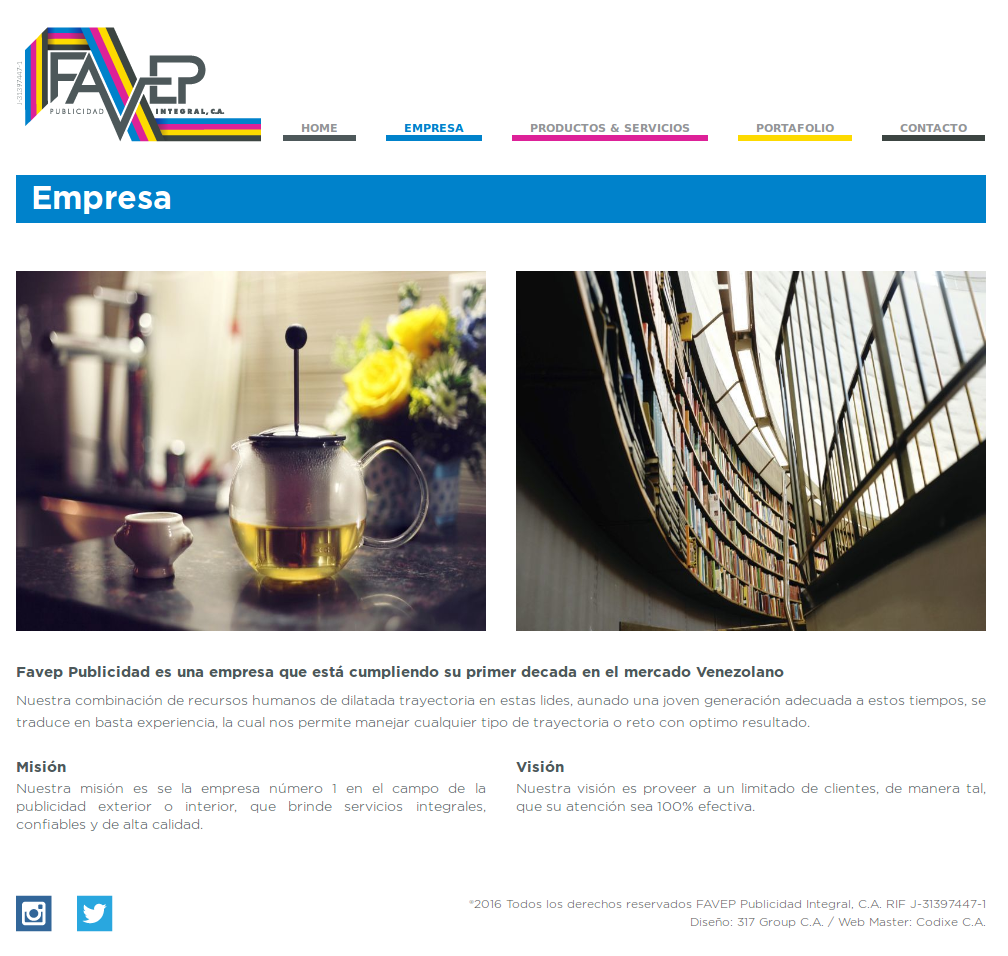 J-31397447-1
FAVEP
PUBLICIDAD INTEGRAL, C.A.
HOME EMPRESA PRODUCTOS & SERVICIOS PORTAFOLIO CONTACTO
Empresa
Favep Publicidad es una empresa que está cumpliendo su primer decada en el mercado Venezolano
Nuestra combinación de recursos humanos de dilatada trayectoria en estas lides, aunado una joven generación adecuada a estos tiempos, se
traduce en basta experiencia, la cual nos permite manejar cualquier tipo de trayectoria o reto con optimo resultado.
Misión
Nuestra misión es se la empresa número 1 en el campo de la
publicidad exterior o interior, que brinde servicios integrales,
confiables y de alta calidad.
Visión
Nuestra visión es proveer a un limitado de clientes, de manera tal,
que su atención sea 100% efectiva.
®2016 Todos los derechos reservados FAVEP Publicidad Integral, C.A. RIF J-31397447-1
Diseño: 317 Group C.A. / Web Master: Codixe C.A.